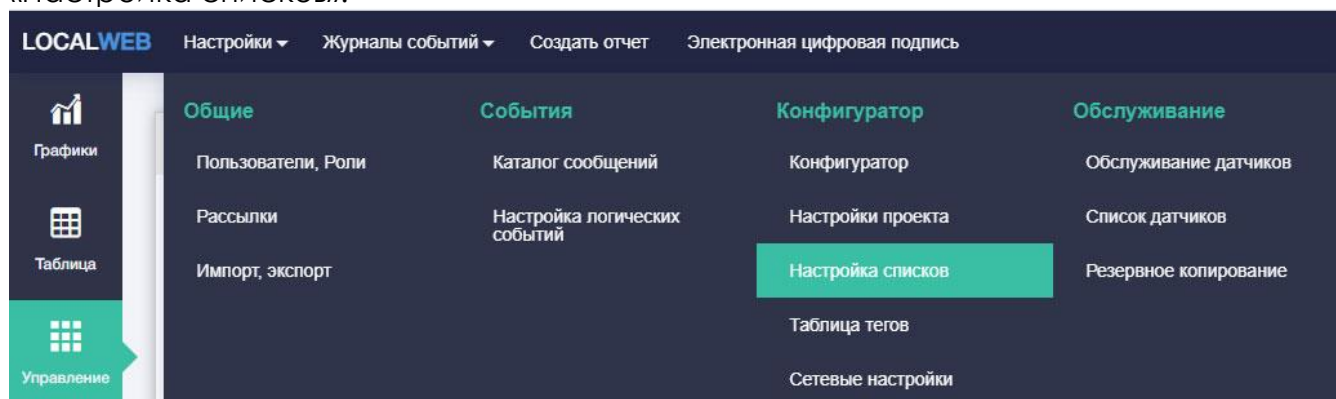 «Настройка списков».
LOCALWEB Настройки Журналы событий Создать отчет Электронная цифровая подпись
Графики
Таблица
Управление
Общие
Пользователи, Роли
Рассылки
Импорт, экспорт
События
Каталог сообщений
Настройка логических
событий
Конфигуратор
Конфигуратор
Настройки проекта
Настройка списков
Таблица тегов
Сетевые настройки
Обслуживание
Обслуживание датчиков
Список датчиков
Резервное копирование